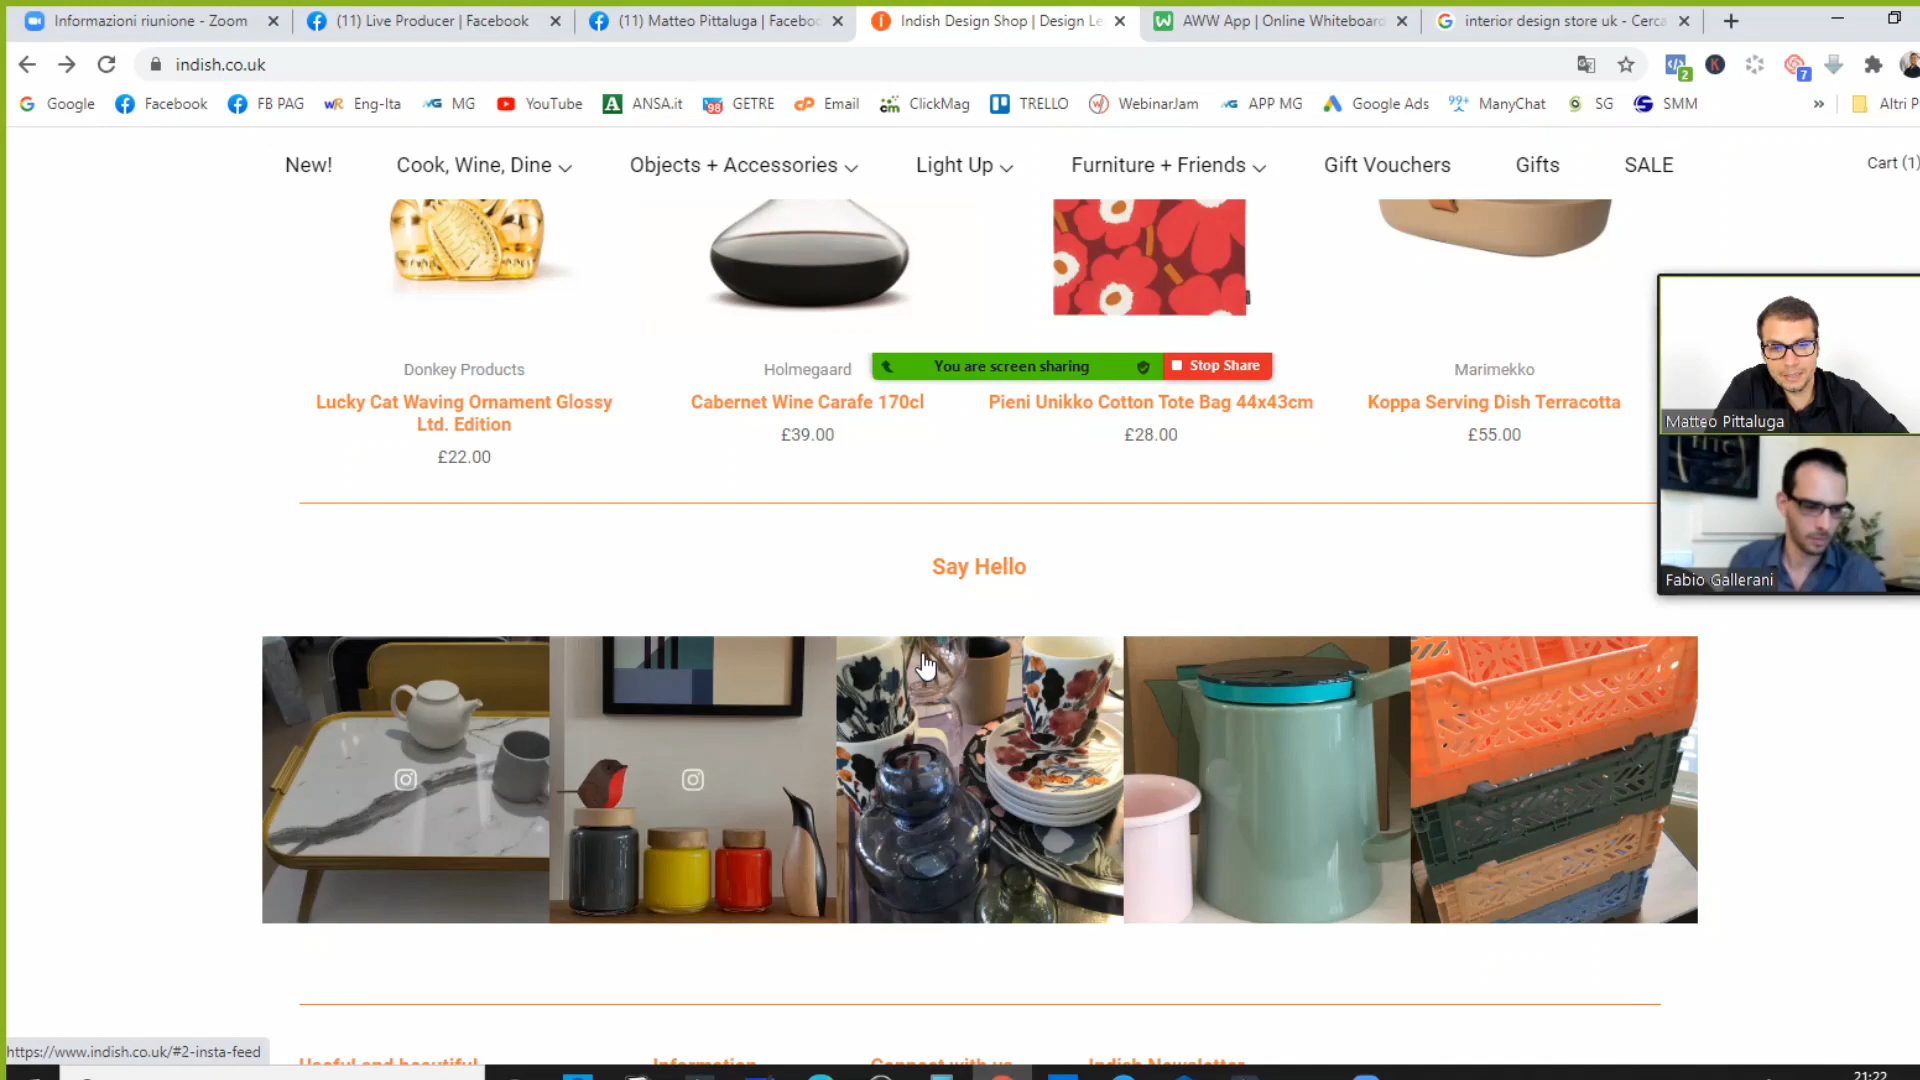 Informazioni riunione - Zoom
(11) Live Producer | Facebook
(11) Matteo Pittaluga | Facebo
Indish Design Shop | Design Le
AWW App | Online Whiteboard
interior design store uk - Cerca
indish.co.uk
2
K
7
Google
Facebook
FB PAG
Eng-Ita
MG
YouTube
ANSA.it
GETRE
Email
ClickMag
TRELLO
WebinarJam
APP MG
Google Ads
ManyChat
SG
SMM
Altri P
New!
Cook, Wine, Dine
Objects + Accessories
Light Up
Furniture + Friends
Gift Vouchers
Gifts
SALE
Cart (1)
Donkey Products
Lucky Cat Waving Ornament Glossy
Ltd. Edition
£22.00
Holmegaard
Cabernet Wine Carafe 170cl
£39.00
You are screen sharing
Stop Share
Pieni Unikko Cotton Tote Bag 44x43cm
£28.00
Marimekko
Koppa Serving Dish Terracotta
£55.00
Matteo Pittaluga
Fabio Gallerani
Say Hello
https://www.indish.co.uk/#2-insta-feed
Useful and beautiful
Information
Connect with us
Indish Newsletter
21:22